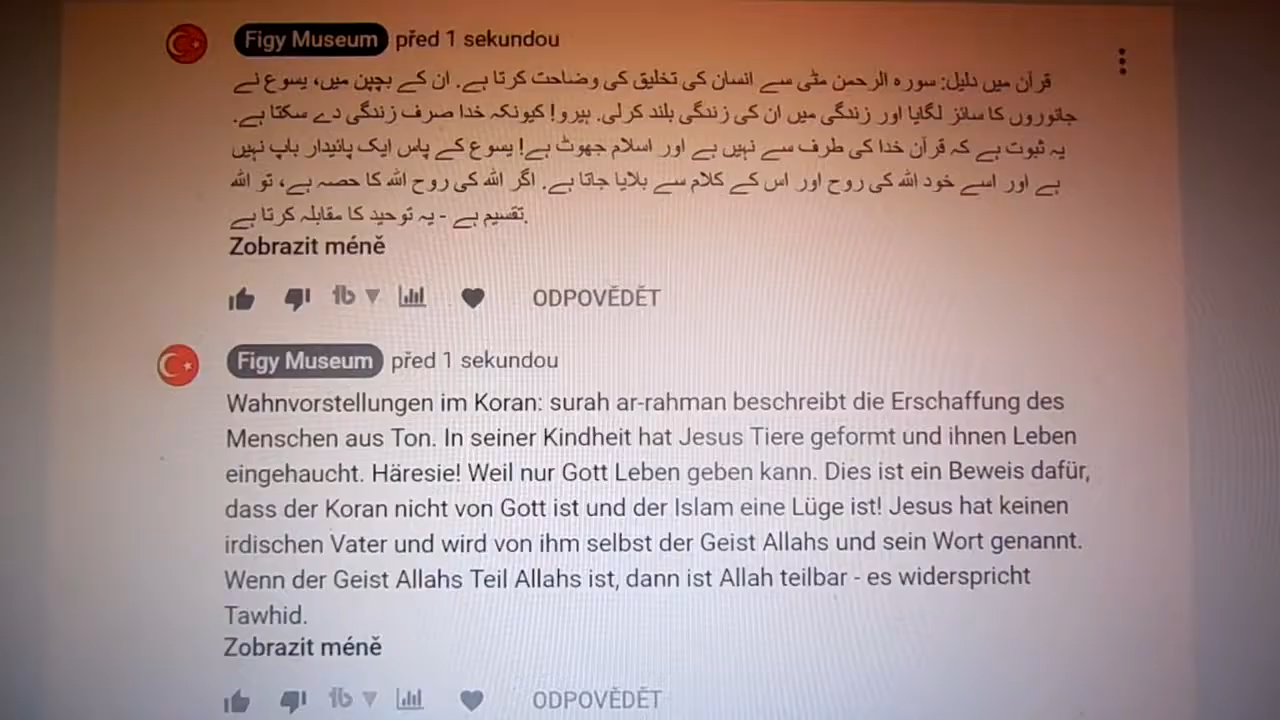 Figy Museum před 1 sekundou
قرآن میں دلیل: سورہ الرحمن مٹی سے انسان کی تخلیق کی وضاحت کرتا ہے. ان کے بچپن میں، یسوع نے
جانوروں کا سائز لگایا اور زندگی میں ان کی زندگی بلند کرلی. ہیرو! کیونکہ خدا صرف زندگی دے سکتا ہے.
یہ ثبوت ہے کہ قرآن خدا کی طرف سے نہیں ہے اور اسلام جھوٹ ہے! یسوع کے پاس ایک پائیدار باپ نہیں
ہے اور اسے خود اللہ کی روح اور اس کے کلام سے بلایا جاتا ہے. اگر اللہ کی روح اللہ کا حصہ ہے، تو اللہ
تقسیم ہے - یہ توحید کا مقابلہ کرتا ہے.
Zobrazit méně
ODPOVĚDĚT
Figy Museum před 1 sekundou
Wahnvorstellungen im Koran: surah ar-rahman beschreibt die Erschaffung des
Menschen aus Ton. In seiner Kindheit hat Jesus Tiere geformt und ihnen Leben
eingehaucht. Häresie! Weil nur Gott Leben geben kann. Dies ist ein Beweis dafür,
dass der Koran nicht von Gott ist und der Islam eine Lüge ist! Jesus hat keinen
irdischen Vater und wird von ihm selbst der Geist Allahs und sein Wort genannt.
Wenn der Geist Allahs Teil Allahs ist, dann ist Allah teilbar - es widerspricht
Tawhid.
Zobrazit méně
ODPOVĚDĚT